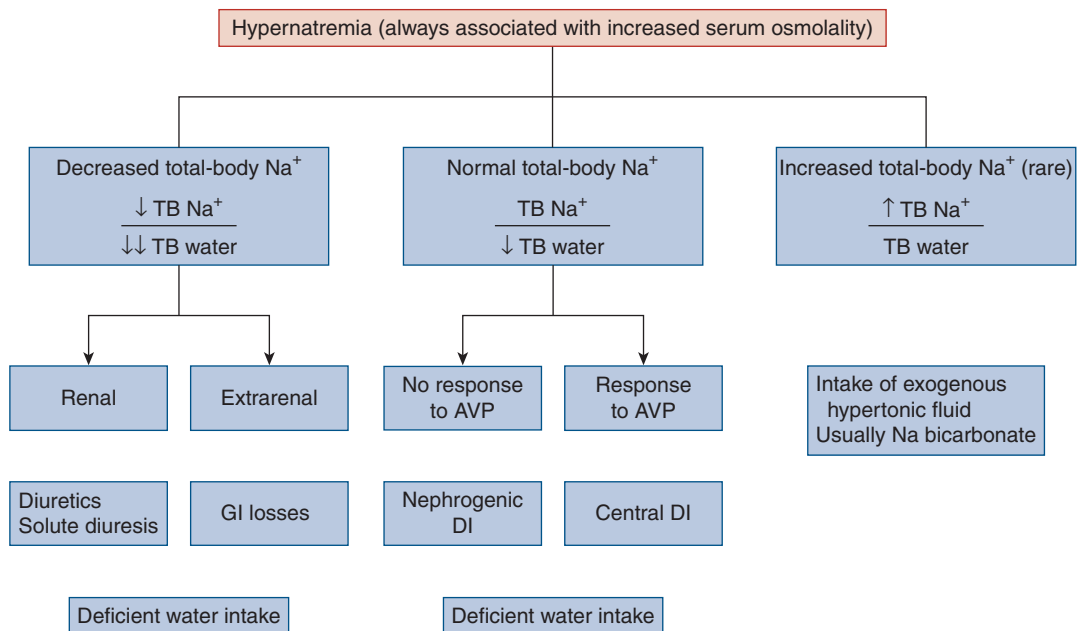 Hypernatremia (always associated with increased serum osmolality)
Decreased total-body Na⁺
↓ TB Na⁺
↓↓ TB water
Normal total-body Na⁺
TB Na⁺
↓ TB water
Increased total-body Na⁺ (rare)
↑ TB Na⁺
TB water
Renal
Extrarenal
No response
to AVP
Response
to AVP
Intake of exogenous
hypertonic fluid
Usually Na bicarbonate
Diuretics
Solute diuresis
GI losses
Nephrogenic
DI
Central DI
Deficient water intake
Deficient water intake